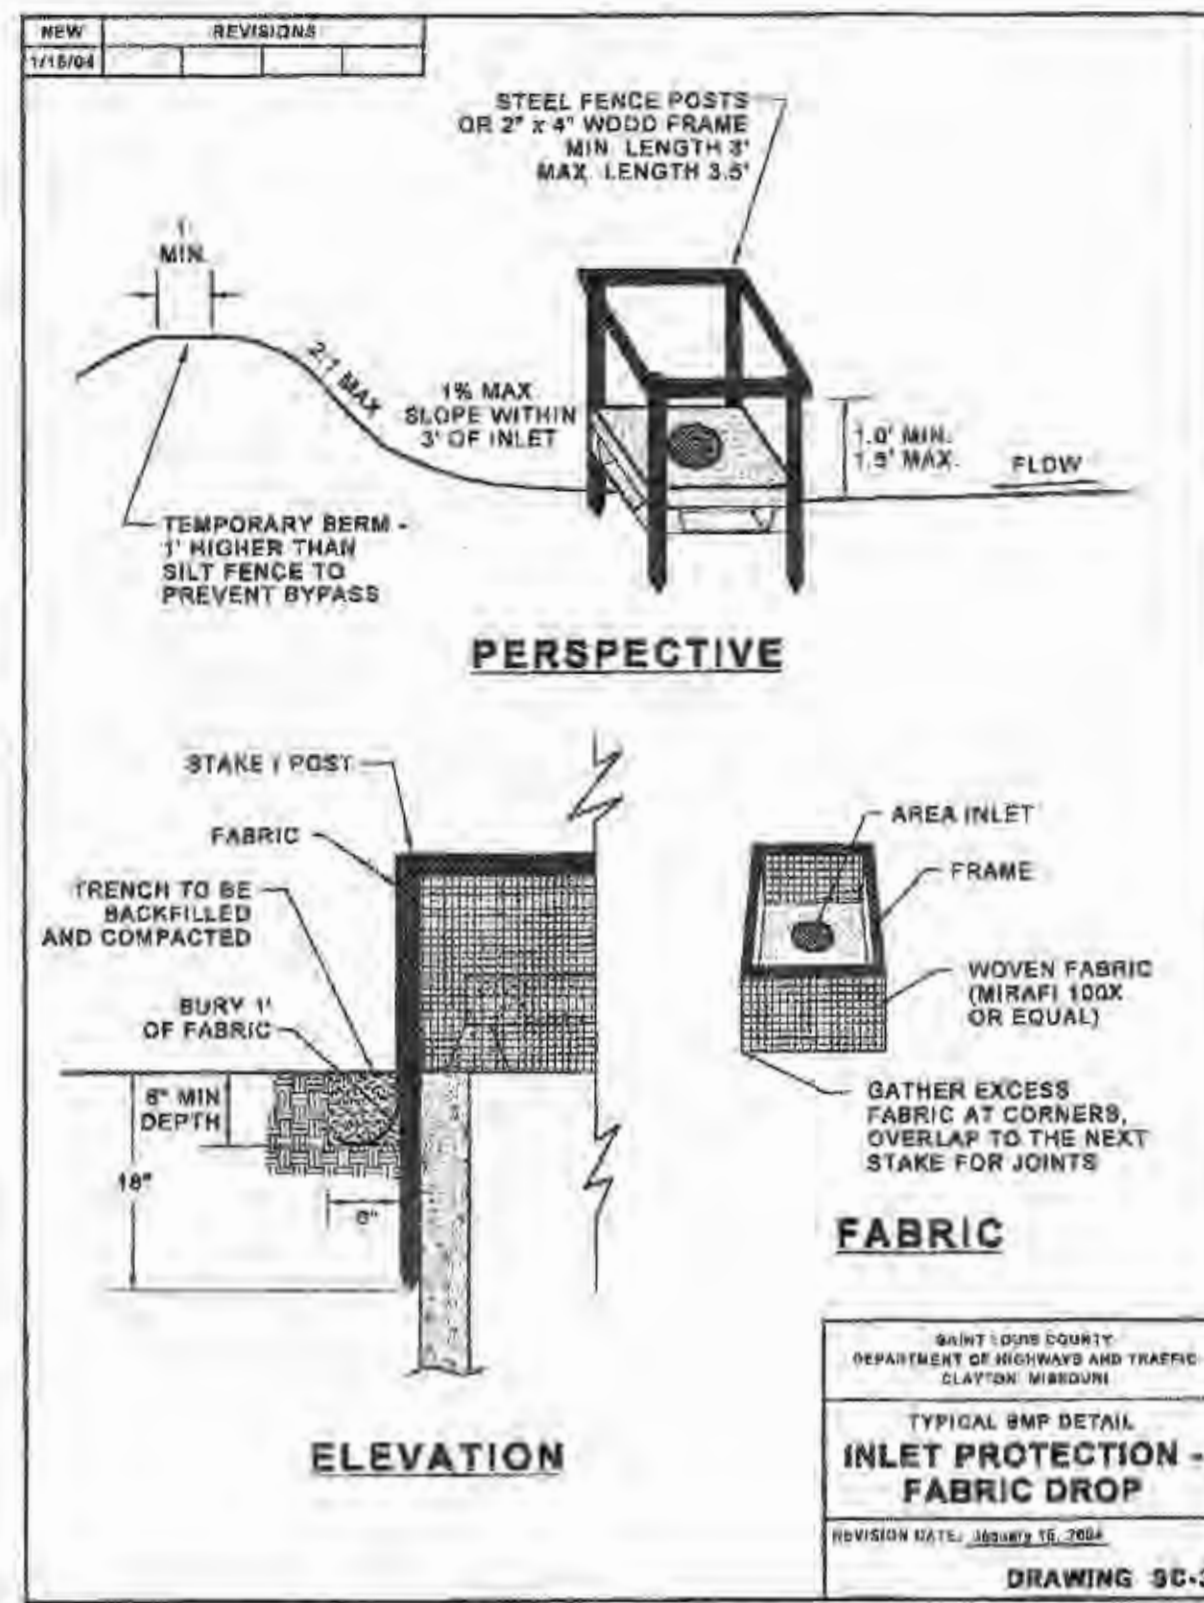 NEW
REVISIONS
1/15/04
STEEL FENCE POSTS
OR 2" x 4" WOOD FRAME
MIN. LENGTH 3'
MAX. LENGTH 3.5'
1'
MIN.
2:1 MAX
1% MAX
SLOPE WITHIN
3' OF INLET
1.0' MIN.
1.5' MAX.
FLOW
TEMPORARY BERM -
1' HIGHER THAN
SILT FENCE TO
PREVENT BYPASS
PERSPECTIVE
STAKE / POST
FABRIC
TRENCH TO BE
BACKFILLED
AND COMPACTED
BURY 1'
OF FABRIC
6" MIN
DEPTH
18"
6"
ELEVATION
AREA INLET
FRAME
WOVEN FABRIC
(MIRAFI 100X
OR EQUAL)
GATHER EXCESS
FABRIC AT CORNERS,
OVERLAP TO THE NEXT
STAKE FOR JOINTS
FABRIC
SAINT LOUIS COUNTY
DEPARTMENT OF HIGHWAYS AND TRAFFIC
CLAYTON MISSOURI
TYPICAL BMP DETAIL
INLET PROTECTION -
FABRIC DROP
REVISION DATE: January 15, 2004
DRAWING